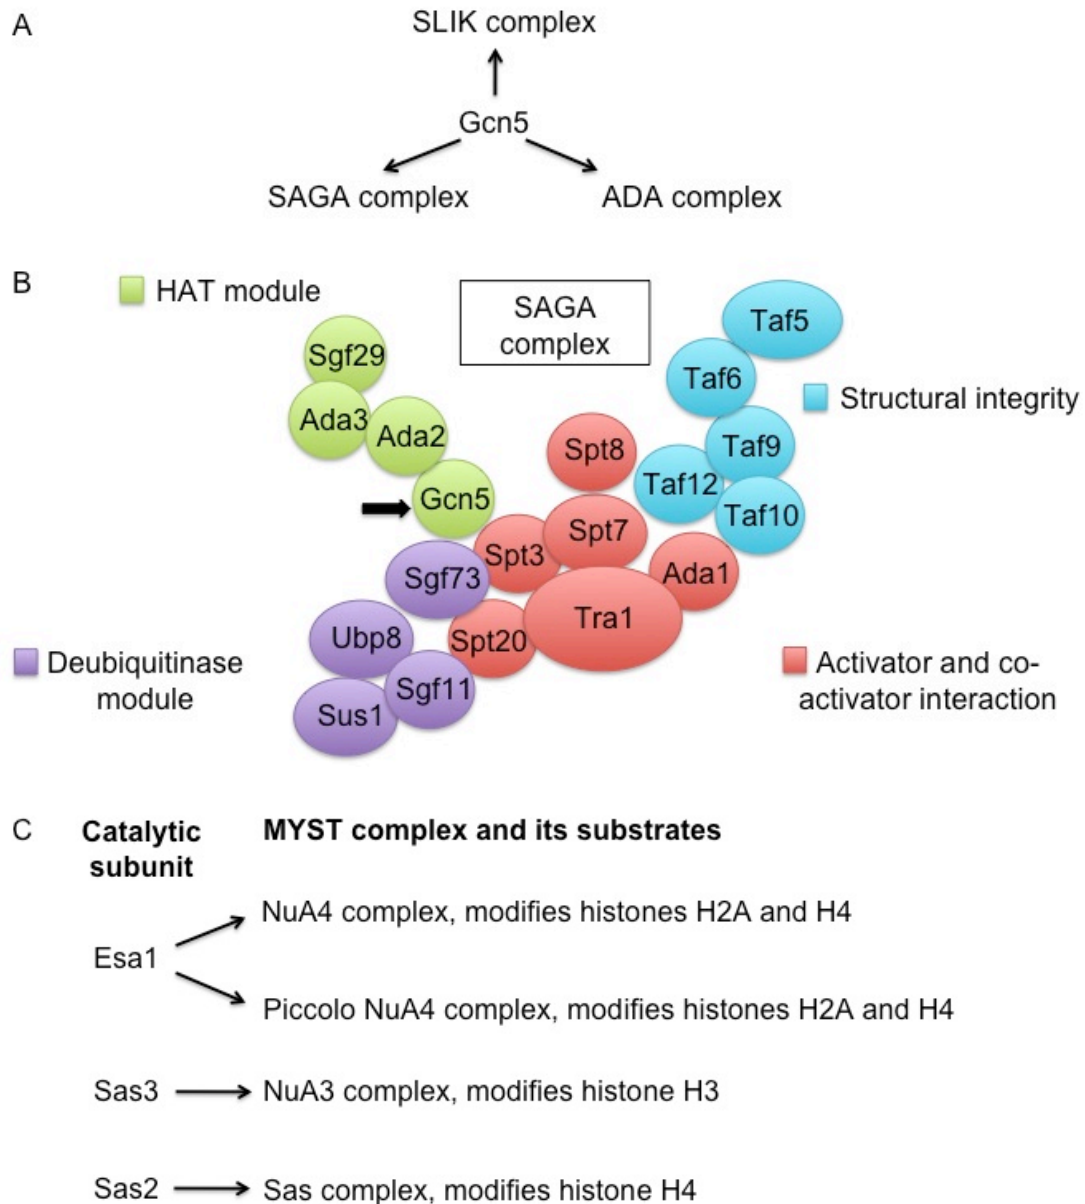 A
SLIK complex
Gcn5
SAGA complex
ADA complex
B
HAT module
SAGA
complex
Taf5
Sgf29
Taf6
Structural integrity
Ada3
Ada2
Spt8
Taf9
Taf12
Gcn5
Taf10
Spt7
Spt3
Sgf73
Ada1
Tra1
Ubp8
Spt20
Deubiquitinase
module
Sgf11
Sus1
Activator and co-
activator interaction
C
Catalytic
subunit
MYST complex and its substrates
NuA4 complex, modifies histones H2A and H4
Esa1
Piccolo NuA4 complex, modifies histones H2A and H4
Sas3
NuA3 complex, modifies histone H3
Sas2
Sas complex, modifies histone H4